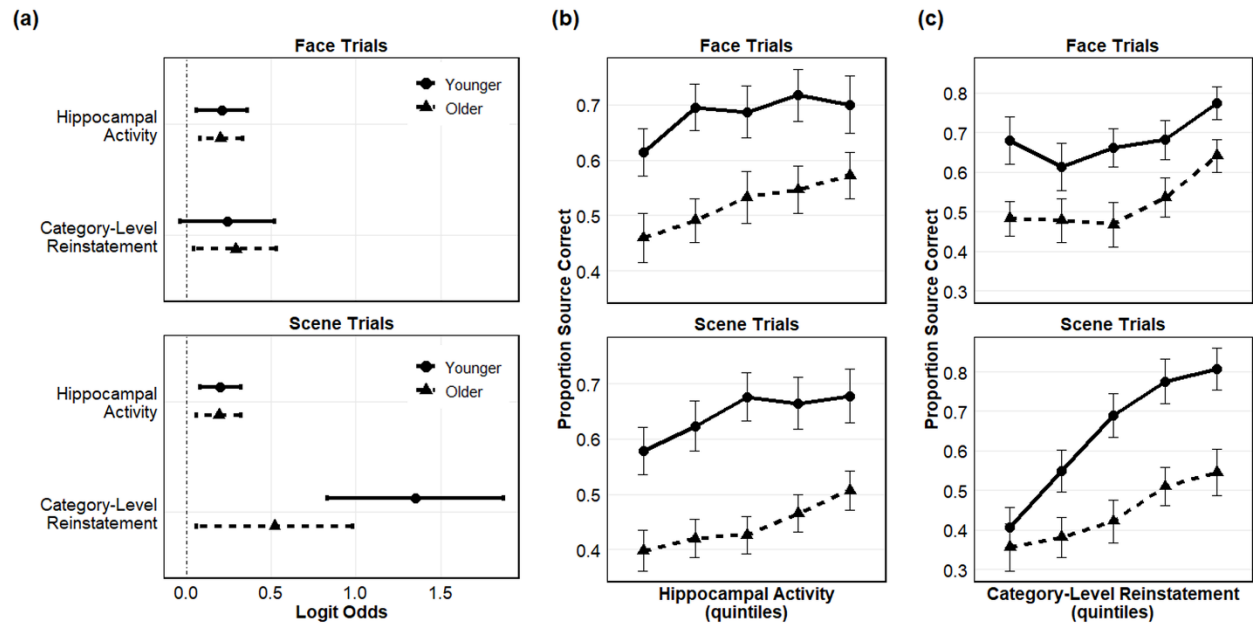 (a)
Face Trials
Younger
Older
Hippocampal
Activity
Category-Level
Reinstatement
Scene Trials
Younger
Older
Hippocampal
Activity
Category-Level
Reinstatement
0.0 0.5 1.0 1.5
Logit Odds
(b)
Face Trials
0.7
0.6
0.5
0.4
Proportion Source Correct
Scene Trials
0.7
0.6
0.5
0.4
Hippocampal Activity
(quintiles)
(c)
Face Trials
0.8
0.7
0.6
0.5
0.4
0.3
Proportion Source Correct
Scene Trials
0.8
0.7
0.6
0.5
0.4
0.3
Category-Level Reinstatement
(quintiles)